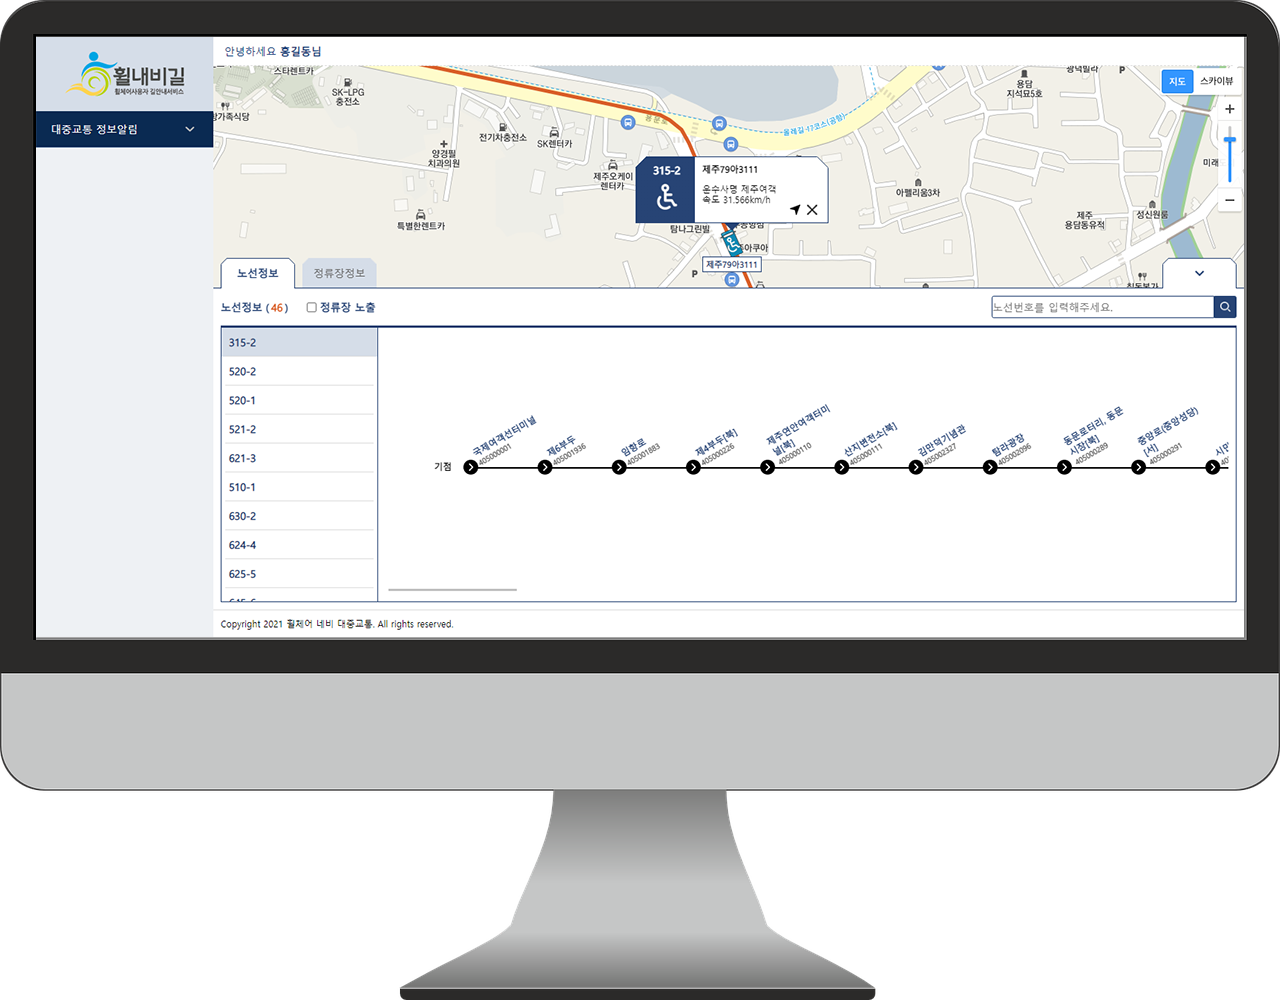 휠내비길
휠체어사용자 길안내서비스
대중교통 정보알림
안녕하세요 홍길동님
스타렌트카
SK-LPG
충전소
전기차충전소
SK렌터카
양경필
치과의원
제주오케이
렌터카
특별한렌트카
용문로
올레길 17코스(공항)
용담
지석묘5호
광덕빌라
P
지도
스카이뷰
+
−
미래
아펠리움3차
성신원룸
제주
용담동유적
탐나그린빌
P
315-2
제주79아3111
운수사명 제주여객
속도 31.566km/h
제주79아3111
노선정보
정류장정보
노선정보 (46)
정류장 노출
노선번호를 입력해주세요.
315-2
520-2
520-1
521-2
621-3
510-1
630-2
624-4
625-5
기점
국제여객선터미널
405000001
제6부두
405001936
임항로
405001883
제4부두[북]
405000226
제주연안여객터미
널[북]
405000110
산지변전소[북]
405000111
김만덕기념관
405002327
탐라광장
405002096
동문로터리, 동문
시장[북]
405000289
중앙로(중앙성당)
[서]
405000291
Copyright 2021 휠체어 네비 대중교통. All rights reserved.